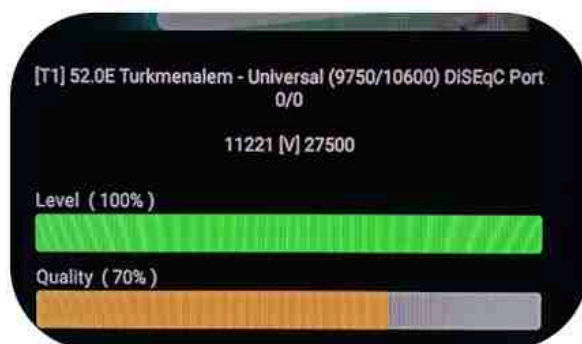 [T1] 52.0E Turkmenalem - Universal (9750/10600) DiSEqC Port
0/0
11221 [V] 27500
Level ( 100% )
Quality ( 70% )